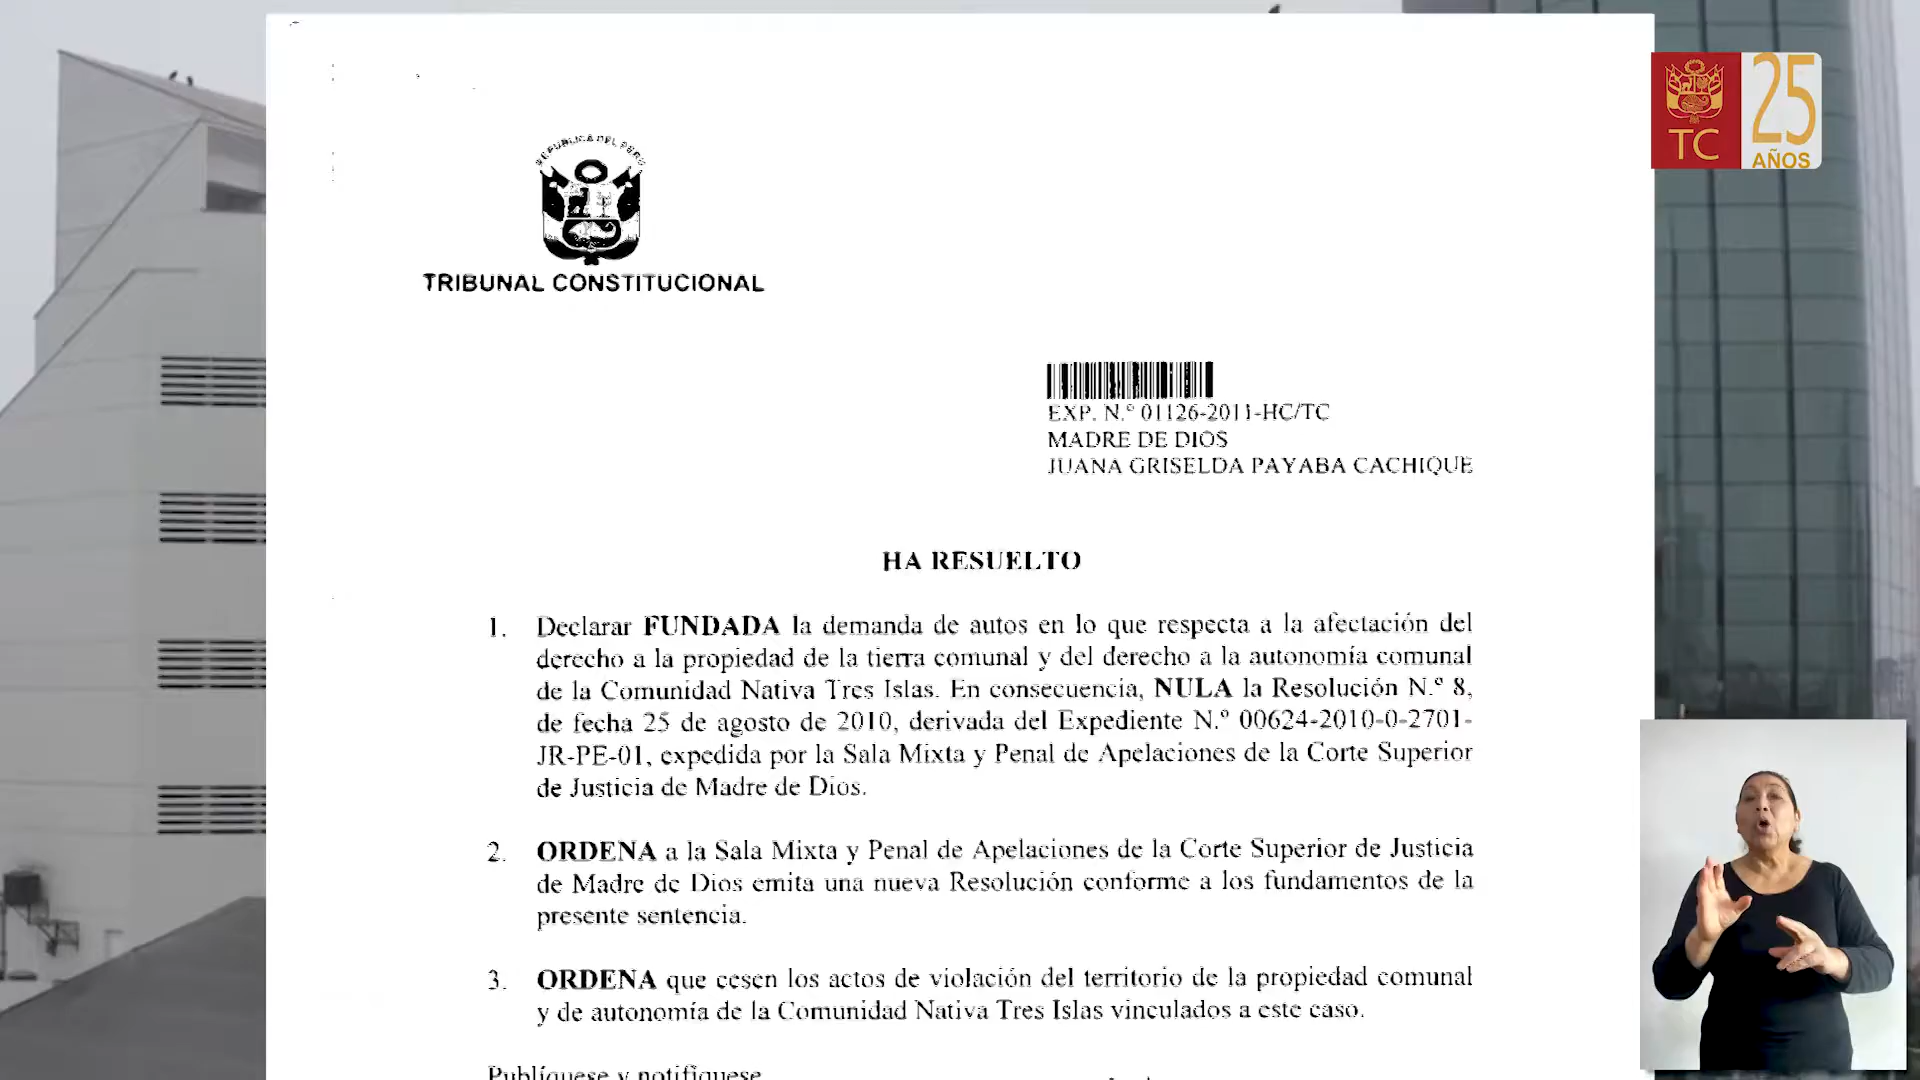 REPUBLICA DEL PERU
TRIBUNAL CONSTITUCIONAL
TC
25
AÑOS
EXP. N.° 01126-2011-HC/TC
MADRE DE DIOS
JUANA GRISELDA PAYABA CACHIQUE
HA RESUELTO
1. Declarar FUNDADA la demanda de autos en lo que respecta a la afectación del
derecho a la propiedad de la tierra comunal y del derecho a la autonomía comunal
de la Comunidad Nativa Tres Islas. En consecuencia, NULA la Resolución N.° 8,
de fecha 25 de agosto de 2010, derivada del Expediente N.° 00624-2010-0-2701-
JR-PE-01, expedida por la Sala Mixta y Penal de Apelaciones de la Corte Superior
de Justicia de Madre de Dios.
2. ORDENA a la Sala Mixta y Penal de Apelaciones de la Corte Superior de Justicia
de Madre de Dios emita una nueva Resolución conforme a los fundamentos de la
presente sentencia.
3. ORDENA que cesen los actos de violación del territorio de la propiedad comunal
y de autonomía de la Comunidad Nativa Tres Islas vinculados a este caso.
Publíquese y notifíquese